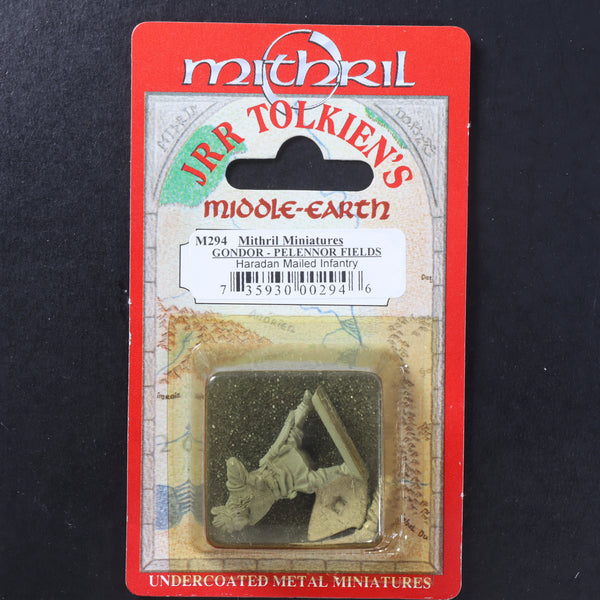 mithril
JRR TOLKIEN'S
MIDDLE-EARTH
M294 Mithril Miniatures
GONDOR - PELENNOR FIELDS
Haradan Mailed Infantry
7 35930 00294 6
UNDERCOATED METAL MINIATURES